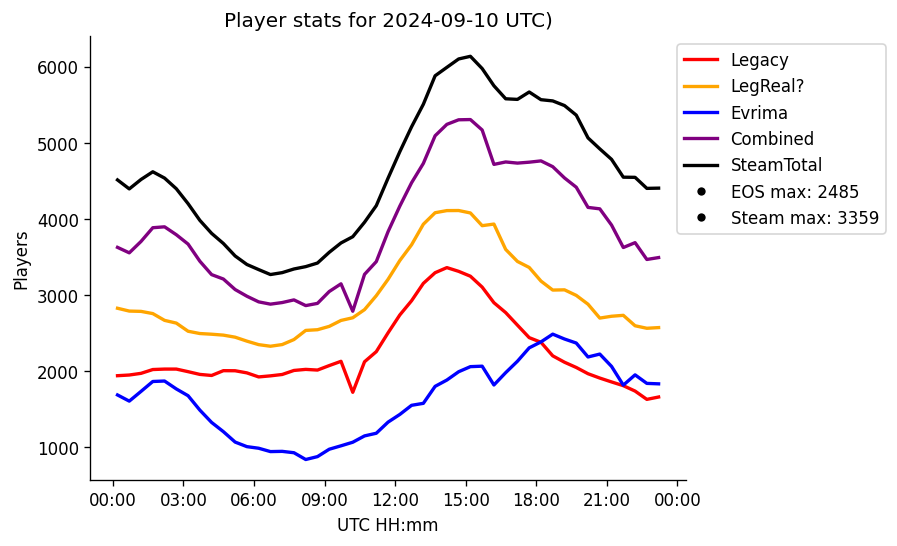 Player stats for 2024-09-10 UTC)
Players
6000
5000
4000
3000
2000
1000
00:00 03:00 06:00 09:00 12:00 15:00 18:00 21:00 00:00
UTC HH:mm
Legacy
LegReal?
Evrima
Combined
SteamTotal
EOS max: 2485
Steam max: 3359